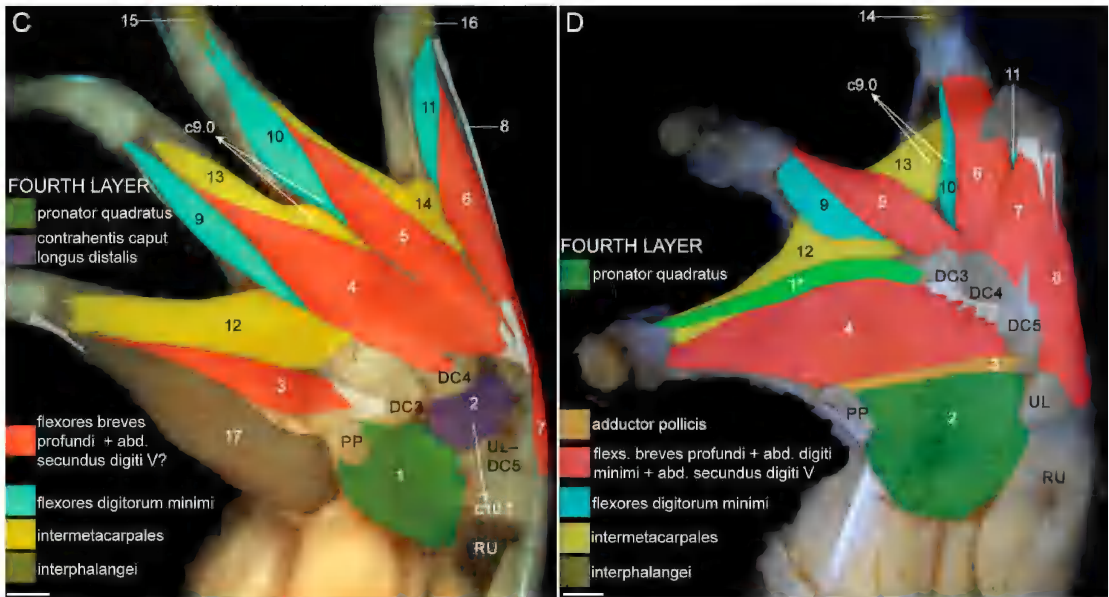 C
15
16
8
11
10
c9.0
13
FOURTH LAYER
pronator quadratus
contrahentis caput
longus distalis
9
14
6
5
4
12
3
DC4
2
DC3
17
PP
UL–
DC5
7
1
RU
flexores breves
profundi + abd.
secundus digiti V?
flexores digitorum minimi
intermetacarpales
interphalangei
D
14
11
c9.0
13
6
10
9
9
7
12
FOURTH LAYER
pronator quadratus
8
DC3
DC4
DC5
4
3
2
PP
UL
RU
adductor pollicis
flexs. breves profundi + abd. digiti
minimi + abd. secundus digiti V
flexores digitorum minimi
intermetacarpales
interphalangei